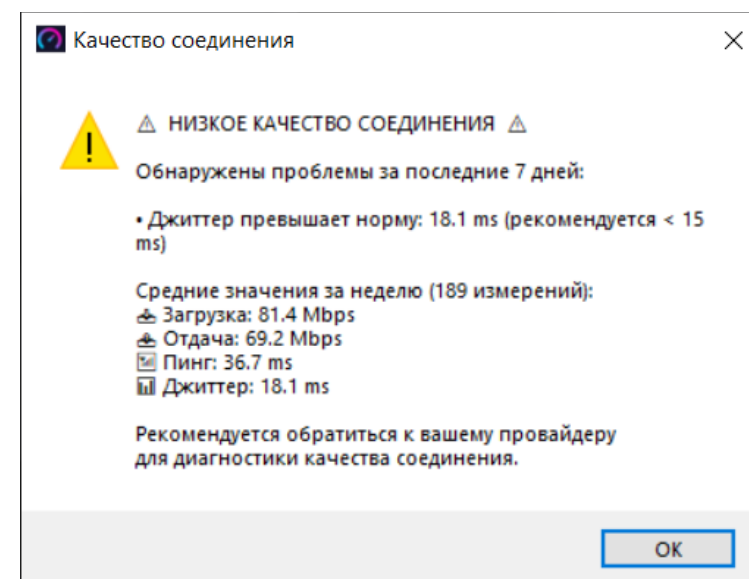 Качество соединения
⚠ НИЗКОЕ КАЧЕСТВО СОЕДИНЕНИЯ ⚠
Обнаружены проблемы за последние 7 дней:
• Джиттер превышает норму: 18.1 ms (рекомендуется < 15
ms)
Средние значения за неделю (189 измерений):
Загрузка: 81.4 Mbps
Отдача: 69.2 Mbps
Пинг: 36.7 ms
Джиттер: 18.1 ms
Рекомендуется обратиться к вашему провайдеру
для диагностики качества соединения.
ОК